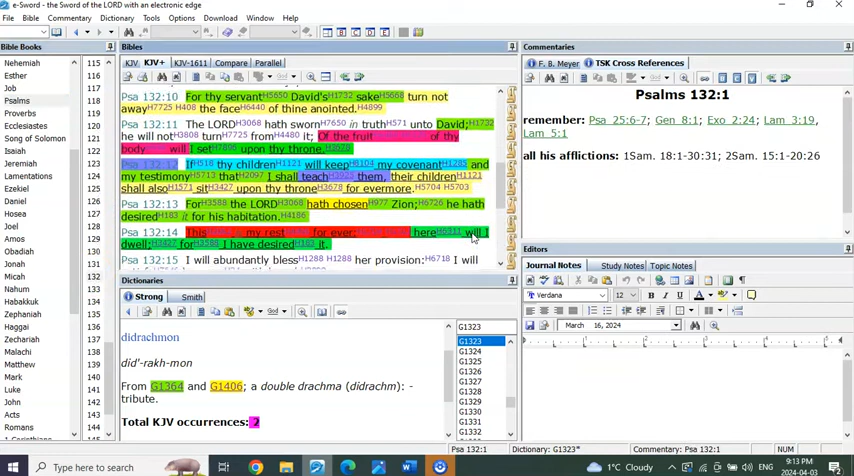 e-Sword - the Sword of the LORD with an electronic edge
File Bible Commentary Dictionary Tools Options Download Window Help
Bible Books
Nehemiah 115
Esther 116
Job 117
Psalms 118
Proverbs 119
Ecclesiastes 120
Song of Solomon 121
Isaiah 122
Jeremiah 123
Lamentations 124
Ezekiel 125
Daniel 126
Hosea 127
Joel 128
Amos 129
Obadiah 130
Jonah 131
Micah 132
Nahum 133
Habakkuk 134
Zephaniah 135
Haggai 136
Zechariah 137
Malachi 138
Matthew 139
Mark 140
Luke 141
John 142
Acts 143
Romans 144
Bibles
KJV KJV+ KJV-1611 Compare Parallel
Psa 132:10 For thy servant H5650 David's H1732 sake H5668 turn not
away H7725 H408 the face H6440 of thine anointed. H4899
Psa 132:11 The LORD H3068 hath sworn H7650 in truth H571 unto David; H1732
he will not H3808 turn H7725 from H4480 it; Of the fruit of thy
body will I set H7896 upon thy throne. H3678
Psa 132:12 If H518 thy children H1121 will keep H8104 my covenant H1285 and
my testimony H5713 that H2097 I shall teach H3925 them, their children H1121
shall also H1571 sit H3427 upon thy throne H3678 for evermore. H5704 H5703
Psa 132:13 For H3588 the LORD H3068 hath chosen H977 Zion; H6726 he hath
desired H183 it for his habitation. H4186
Psa 132:14 This is my rest for ever: here H6311 will I
dwell; H3427 for H3588 I have desired H183 it.
Psa 132:15 I will abundantly bless H1288 H1288 her provision: H6718 I will
Dictionaries
Strong Smith
didrachmon
did'-rakh-mon
From G1364 and G1406; a double drachma (didrachm): -
tribute.
Total KJV occurrences: 2
G1323
G1323
G1324
G1325
G1326
G1327
G1328
G1329
G1330
G1331
G1332
Commentaries
F. B. Meyer TSK Cross References
Psalms 132:1
remember: Psa 25:6-7; Gen 8:1; Exo 2:24; Lam 3:19,
Lam 5:1
all his afflictions: 1Sam. 18:1-30:31; 2Sam. 15:1-20:26
Editors
Journal Notes Study Notes Topic Notes
Verdana 12 B I U A
March 16, 2024
Psa 132:1 Dictionary: G1323* Commentary: Psa 132:1 NUM
Type here to search
1°C Cloudy
9:13 PM
2024-04-03